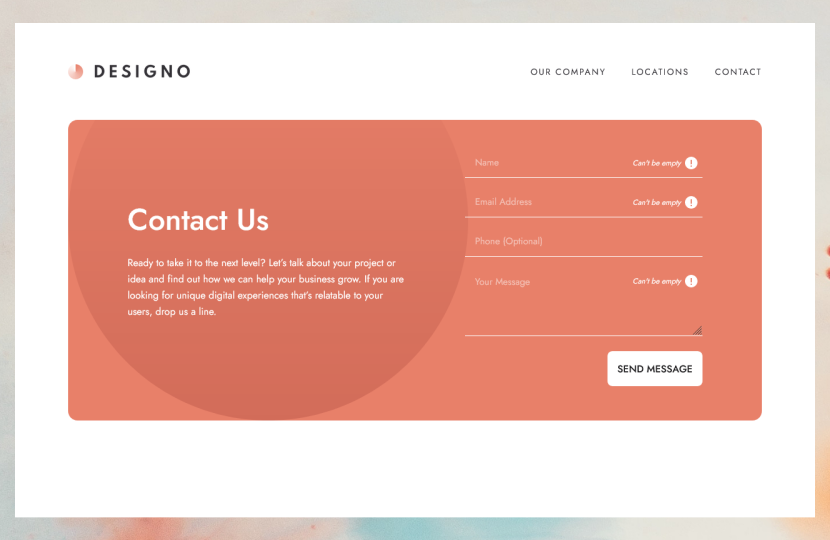 DESIGNO
OUR COMPANY LOCATIONS CONTACT
Contact Us
Ready to take it to the next level? Let's talk about your project or
idea and find out how we can help your business grow. If you are
looking for unique digital experiences that's relatable to your
users, drop us a line.
Name Can't be empty !
Email Address Can't be empty !
Phone (Optional)
Your Message Can't be empty !
SEND MESSAGE